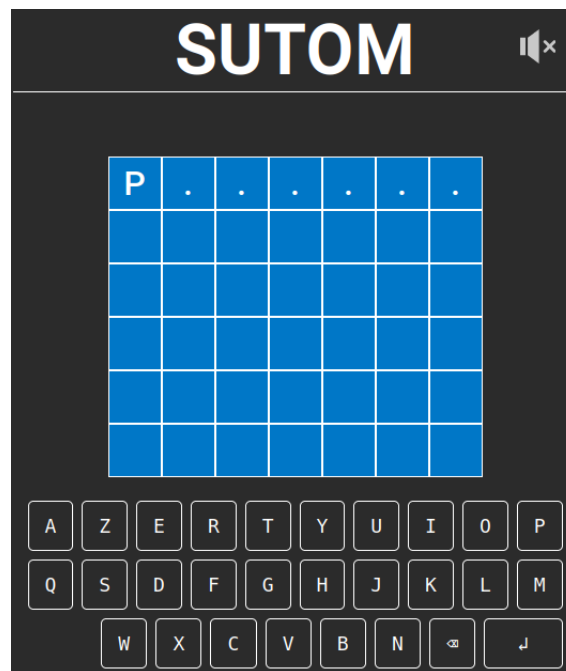 SUTOM
P . . . . . .
A Z E R T Y U I O P
Q S D F G H J K L M
W X C V B N ⌫ ↲